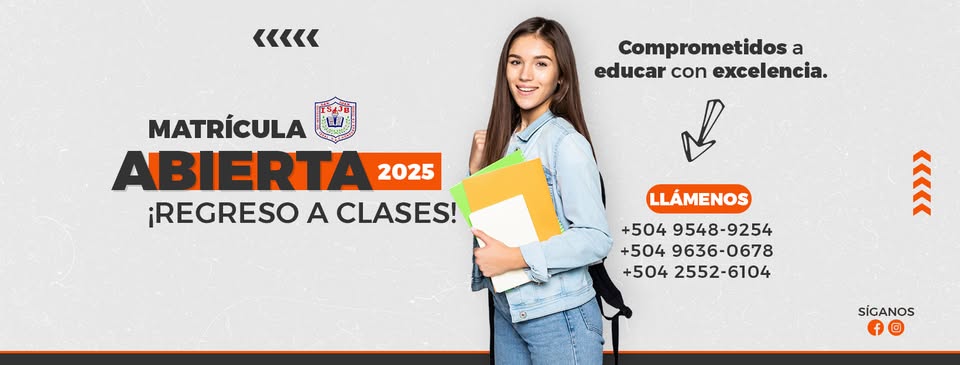 MATRÍCULA
ISJB
ABIERTA 2025
¡REGRESO A CLASES!
Comprometidos a
educar con excelencia.
LLÁMENOS
+504 9548-9254
+504 9636-0678
+504 2552-6104
SÍGANOS